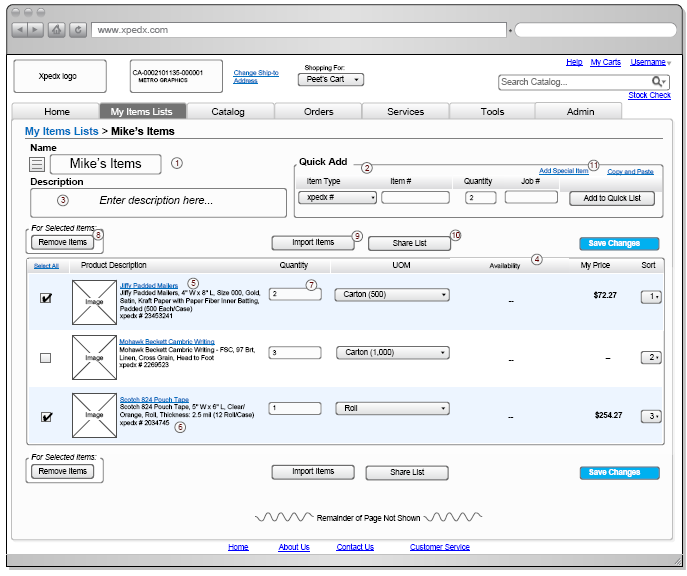 www.xpedx.com
Help My Carts Username
Xpedx logo
CA-0002101135-000001
METRO GRAPHICS
Change Ship-to
Address
Shopping For:
Peet's Cart
Search Catalog...
Stock Check
Home My Items Lists Catalog Orders Services Tools Admin
My Items Lists > Mike's Items
Name
Mike's Items 1
Description
3 Enter description here...
Quick Add 2
Add Special Item 11 Copy and Paste
Item Type Item # Quantity Job #
xpedx # 2 Add to Quick List
For Selected Items: 8
Remove Items
Import Items 9
Share List 10
Save Changes
Select All Product Description Quantity UOM Availability 4 My Price Sort
Image
Jiffy Padded Mailers 5
Jiffy Padded Mailers, 4" W x 8" L, Size 000, Gold,
Satin, Kraft Paper with Paper Fiber Inner Batting,
Padded (500 Each/Case)
xpedx # 23453241
2 7 Carton (500) -- $72.27 1
Image
Mohawk Beckett Cambric Writing
Mohawk Beckett Cambric Writing - FSC, 97 Brt,
Linen, Cross Grain, Head to Foot
xpedx # 2269523
3 Carton (1,000) -- -- 2
Image
Scotch 824 Pouch Tape
Scotch 824 Pouch Tape, 5" W x 6" L, Clear/
Orange, Roll, Thickness: 2.5 mil (12 Roll/Case)
xpedx # 2034745 6
1 Roll -- $254.27 3
For Selected Items:
Remove Items Import Items Share List Save Changes
Remainder of Page Not Shown
Home About Us Contact Us Customer Service